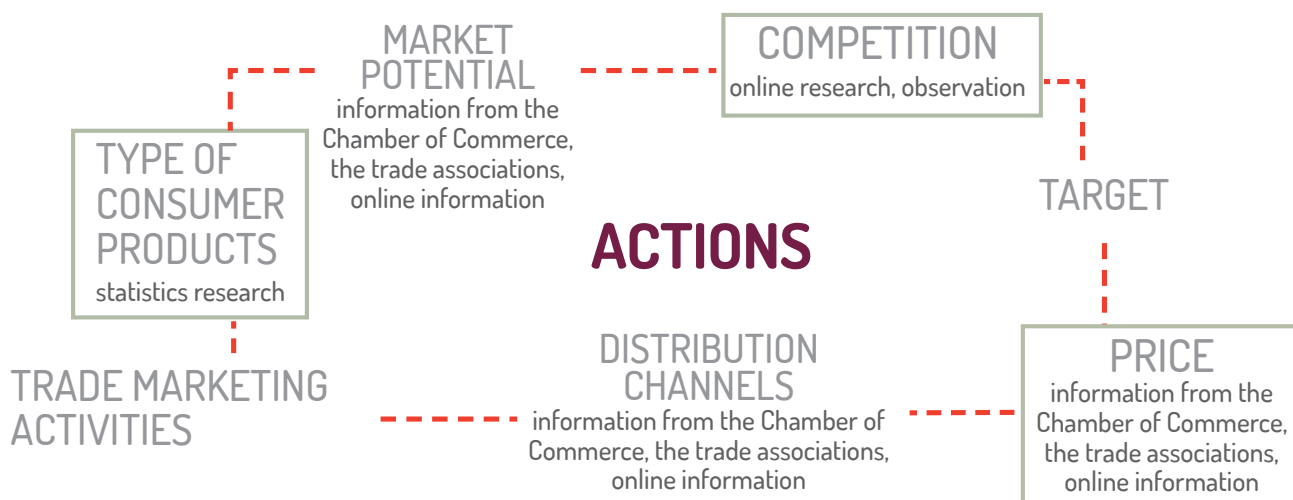 MARKET
POTENTIAL
information from the
Chamber of Commerce,
the trade associations,
online information
COMPETITION
online research, observation
TYPE OF
CONSUMER
PRODUCTS
statistics research
TARGET
ACTIONS
TRADE MARKETING
ACTIVITIES
DISTRIBUTION
CHANNELS
information from the Chamber of
Commerce, the trade associations,
online information
PRICE
information from the
Chamber of Commerce,
the trade associations,
online information